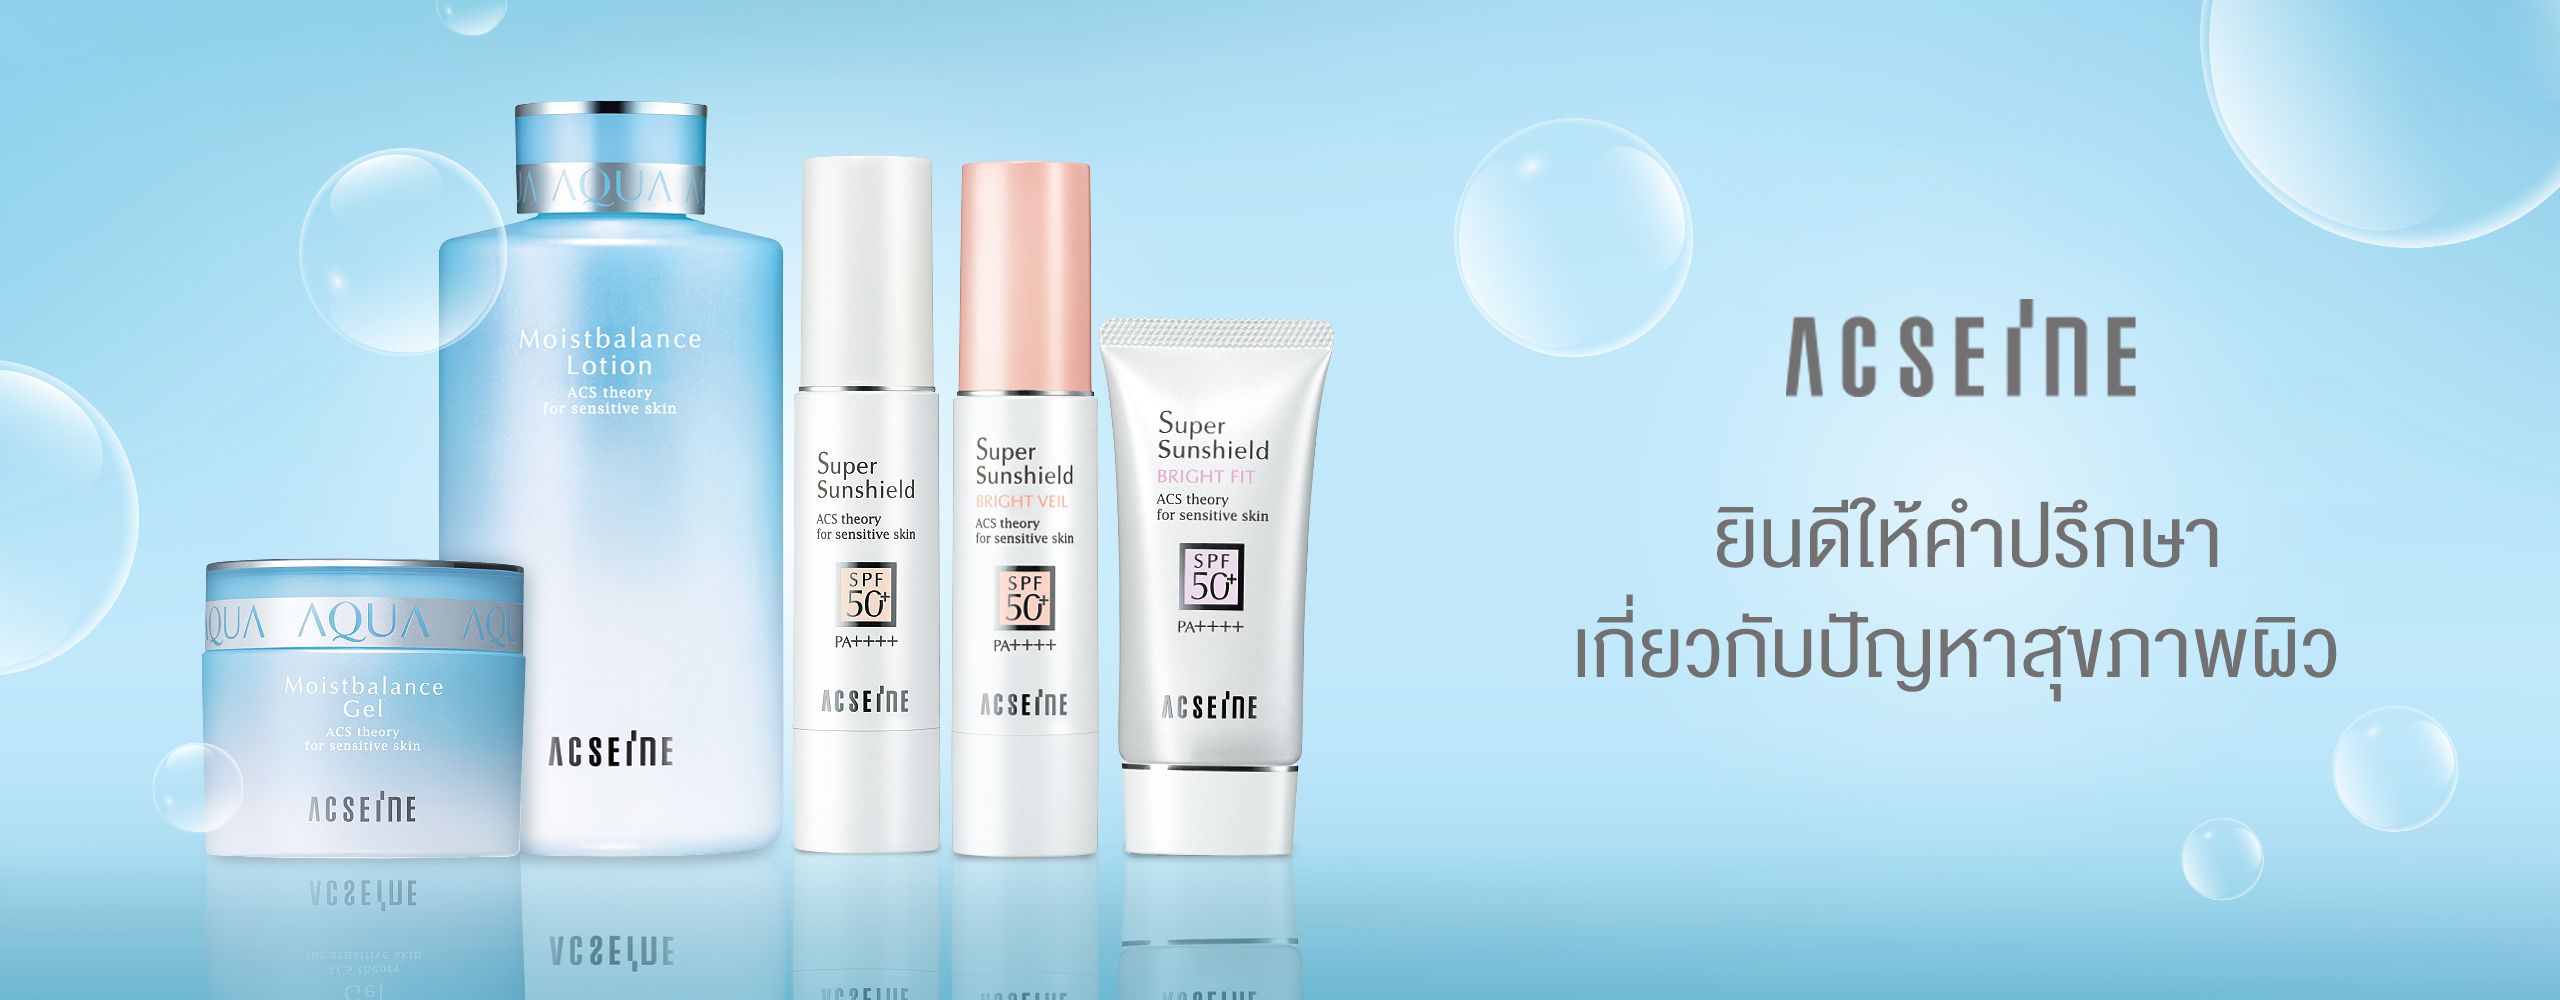 AQUA
Moistbalance
Lotion
ACS theory
for sensitive skin
ACSEINE
AQUA
Moistbalance
Gel
ACS theory
for sensitive skin
ACSEINE
Super
Sunshield
ACS theory
for sensitive skin
SPF
50+
PA++++
ACSEINE
Super
Sunshield
BRIGHT VEIL
ACS theory
for sensitive skin
SPF
50+
PA++++
ACSEINE
Super
Sunshield
BRIGHT FIT
ACS theory
for sensitive skin
SPF
50+
PA++++
ACSEINE
ACSEINE
ยินดีให้คำปรึกษา
เกี่ยวกับปัญหาสุขภาพผิว